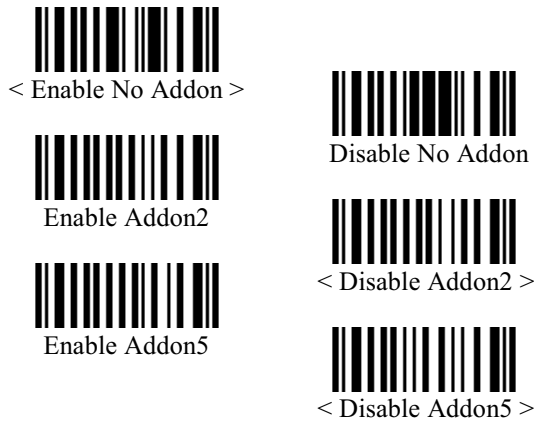 < Enable No Addon >
Disable No Addon
Enable Addon2
< Disable Addon2 >
Enable Addon5
< Disable Addon5 >